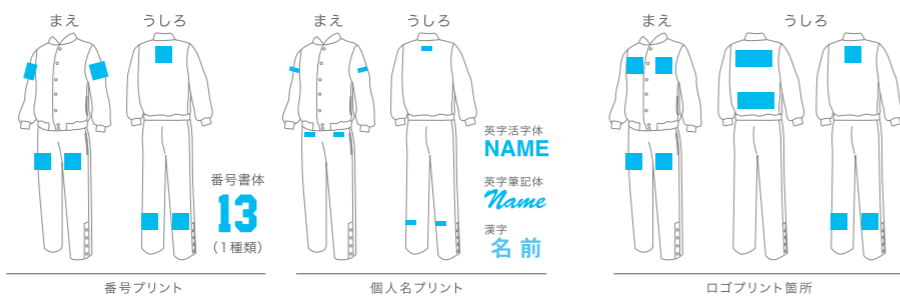 まえ
うしろ
番号書体
13
（1種類）
番号プリント
まえ
うしろ
英字活字体
NAME
英字筆記体
Name
漢字
名前
個人名プリント
まえ
うしろ
ロゴプリント箇所